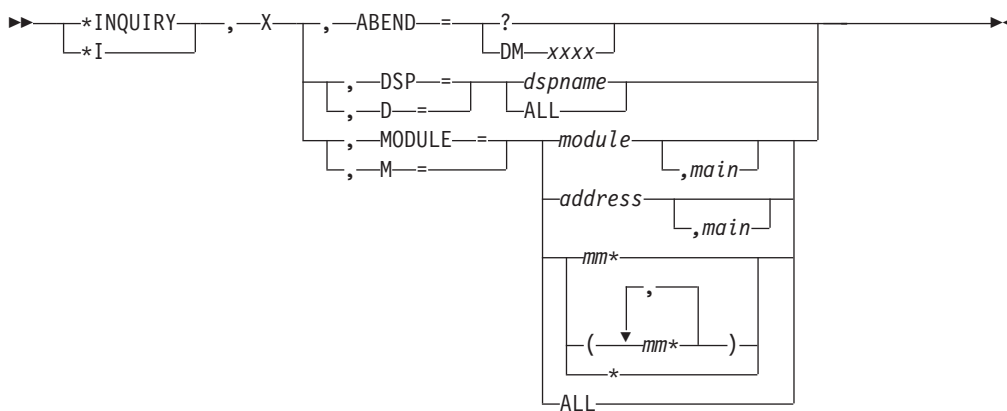 *INQUIRY , X , ABEND = ?
*I DM xxxx
, DSP = dspname
, D = ALL
, MODULE = module
, M = ,main
address
,main
mm*
,
( mm* )
*
ALL